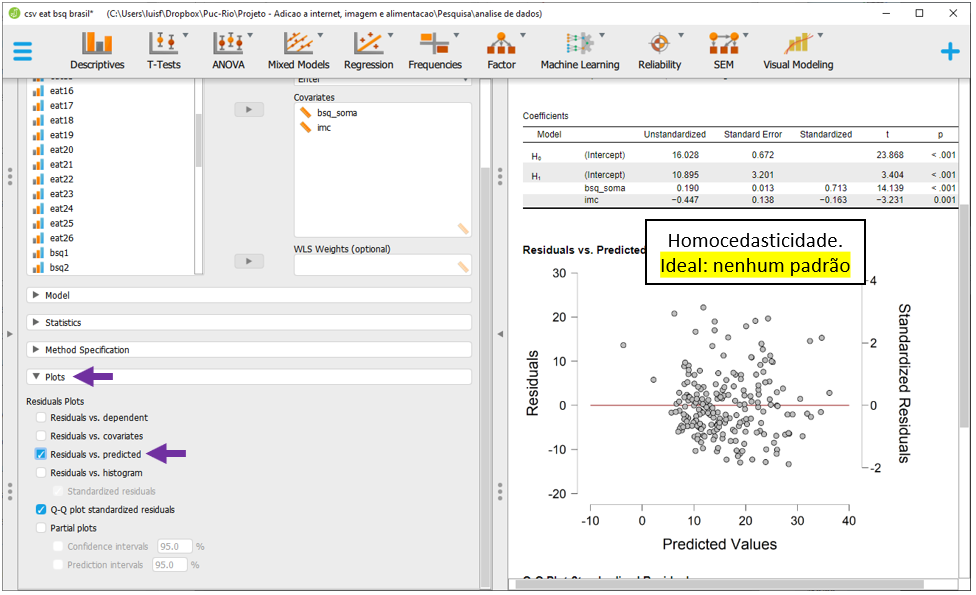 csv eat bsq brasil* (C:\Users\luisf\Dropbox\Puc-Rio\Projeto - Adicao a internet, imagem e alimentacao\Pesquisa\analise de dados)
Descriptives T-Tests ANOVA Mixed Models Regression Frequencies Factor Machine Learning Reliability SEM Visual Modeling
eat16
eat17
eat18
eat19
eat20
eat21
eat22
eat23
eat24
eat25
eat26
bsq1
bsq2
Enter
Covariates
bsq_soma
imc
WLS Weights (optional)
Model
Statistics
Method Specification
Plots
Residuals Plots
Residuals vs. dependent
Residuals vs. covariates
Residuals vs. predicted
Residuals vs. histogram
Standardized residuals
Q-Q plot standardized residuals
Partial plots
Confidence intervals 95.0 %
Prediction intervals 95.0 %
Coefficients
Model Unstandardized Standard Error Standardized t p
H₀ (Intercept) 16.028 0.672 23.868 < .001
H₁ (Intercept) 10.895 3.201 3.404 < .001
bsq_soma 0.190 0.013 0.713 14.139 < .001
imc −0.447 0.138 −0.163 −3.231 0.001
Residuals vs. Predicted
Homocedasticidade.
Ideal: nenhum padrão
30
20
10
0
-10
-20
Residuals
-10 0 10 20 30 40
Predicted Values
4
2
0
-2
Standardized Residuals